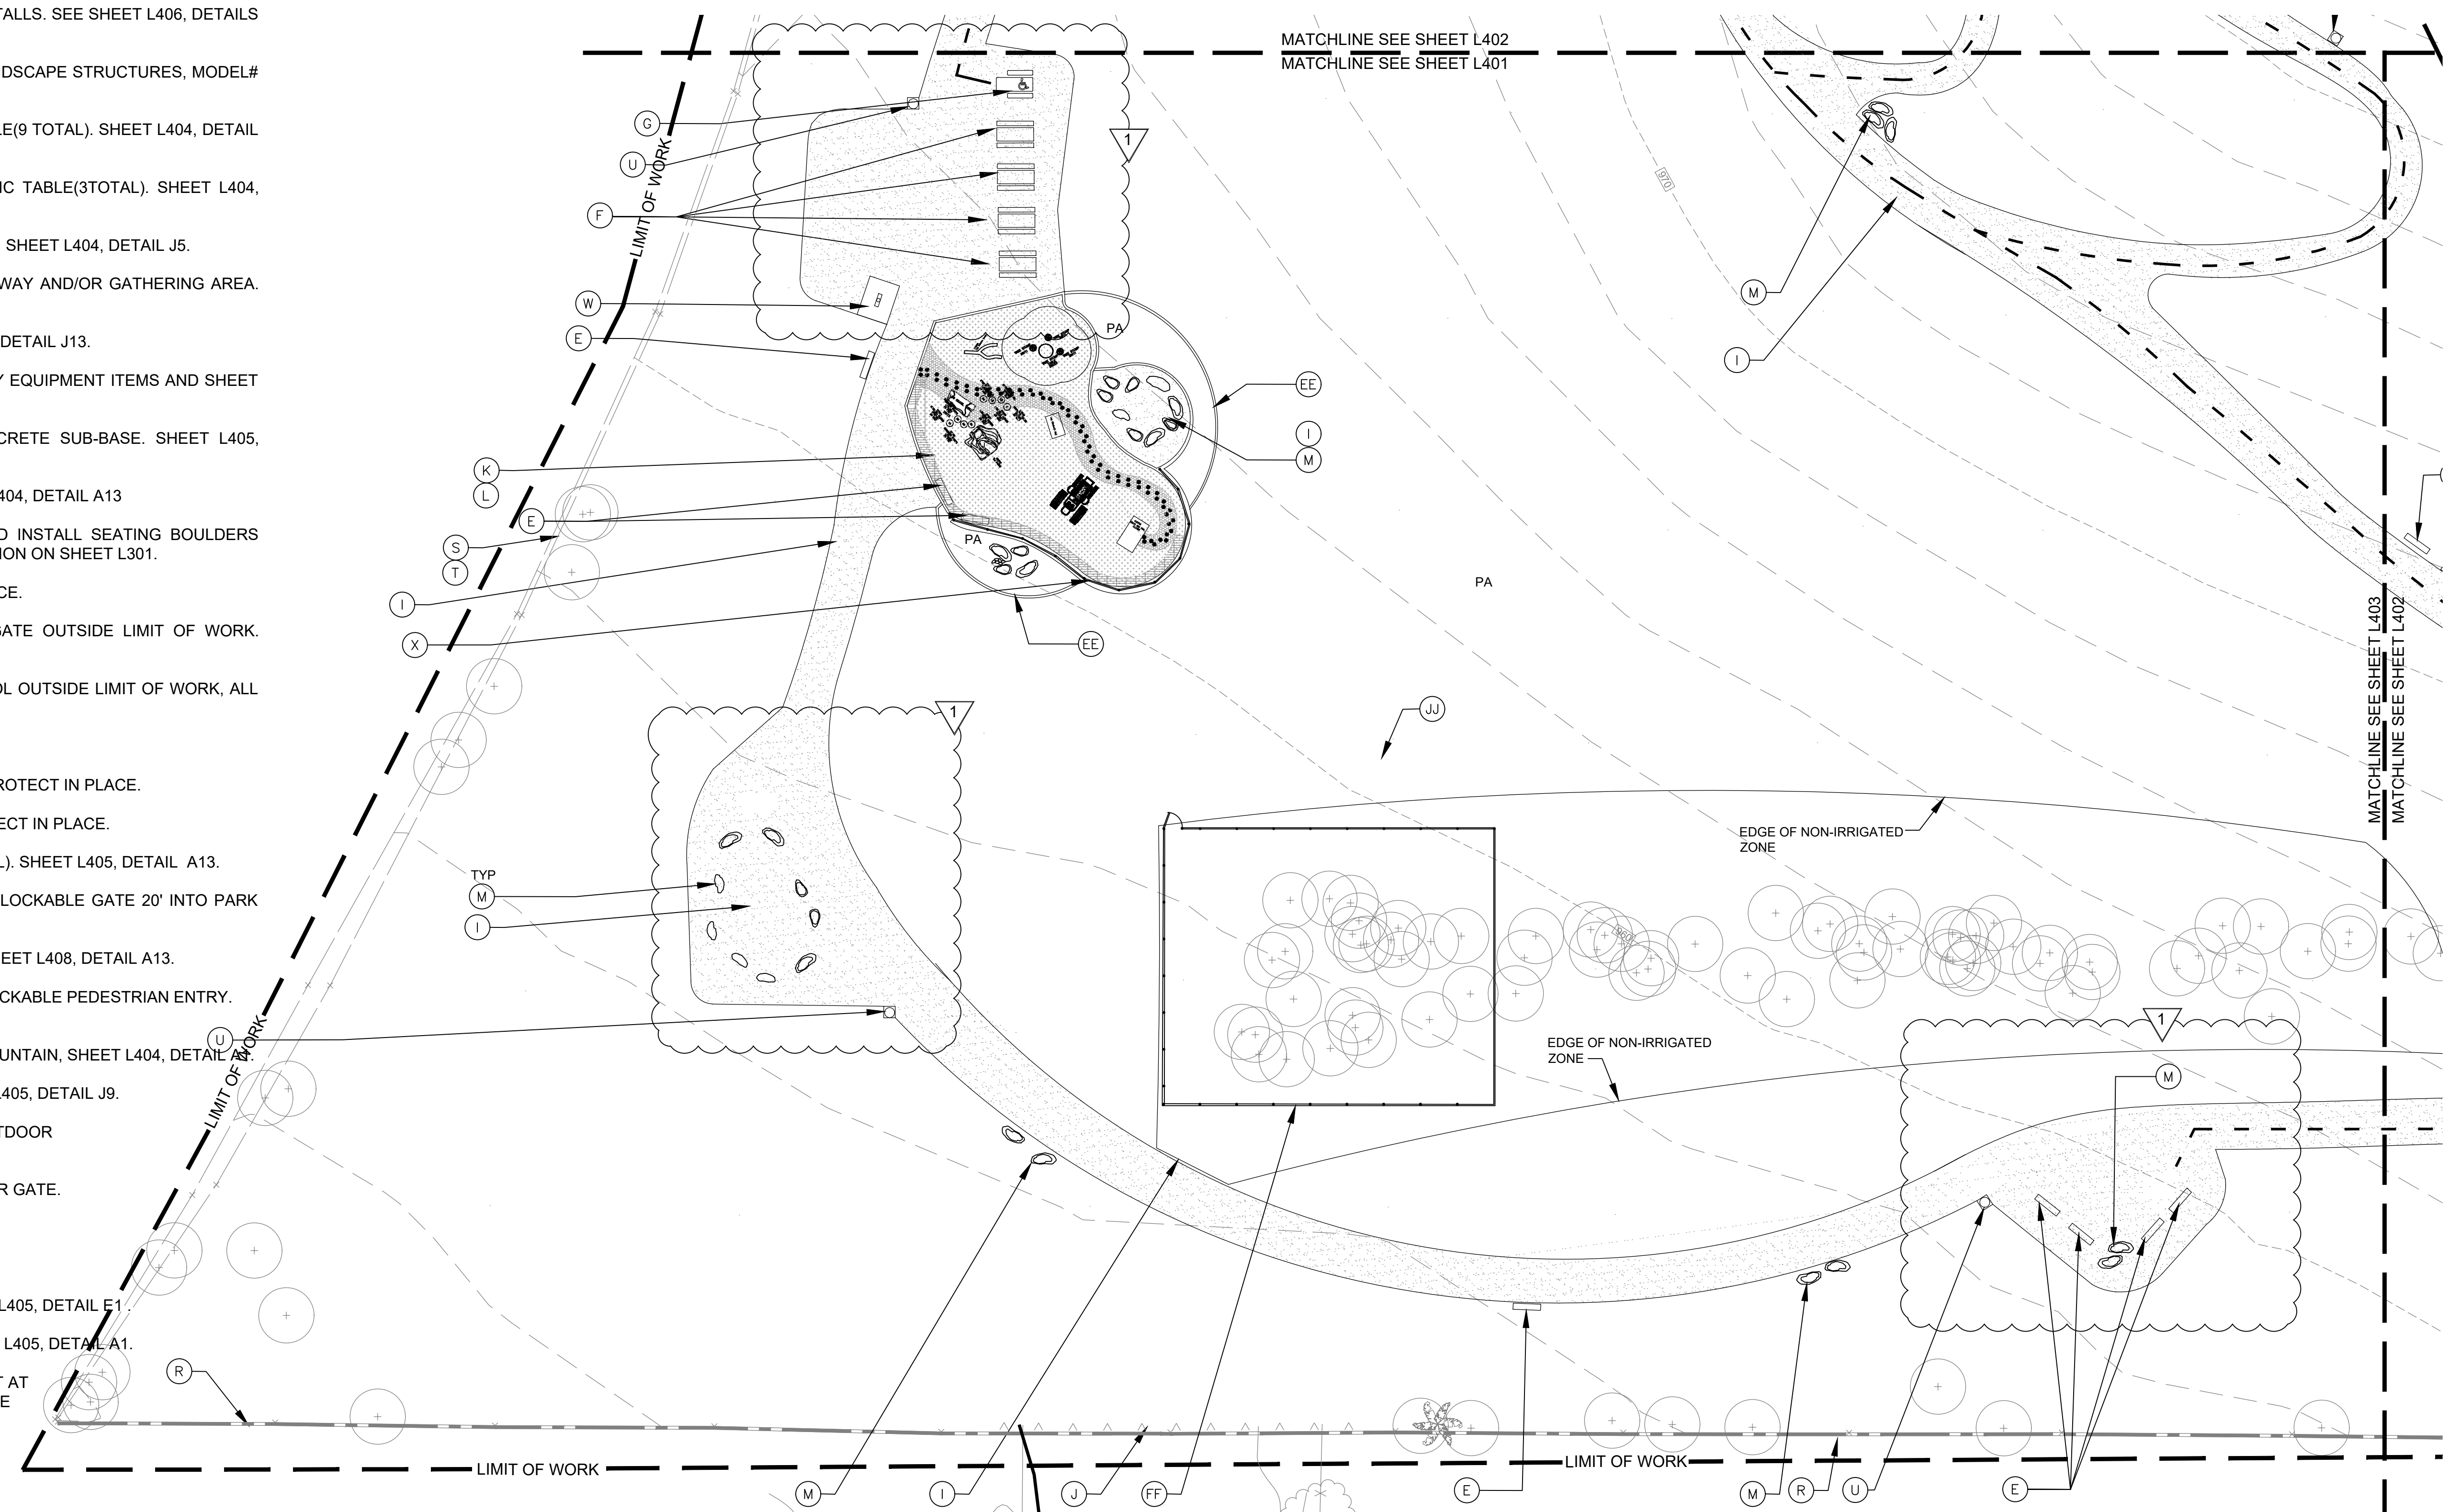 TALLS. SEE SHEET L406, DETAILS
NDSCAPE STRUCTURES, MODEL#
LE(9 TOTAL). SHEET L404, DETAIL
IC TABLE(3TOTAL). SHEET L404,
SHEET L404, DETAIL J5.
WAY AND/OR GATHERING AREA.
DETAIL J13.
Y EQUIPMENT ITEMS AND SHEET
CRETE SUB-BASE. SHEET L405,
404, DETAIL A13
D INSTALL SEATING BOULDERS
ION ON SHEET L301.
CE.
GATE OUTSIDE LIMIT OF WORK.
OL OUTSIDE LIMIT OF WORK, ALL
ROTECT IN PLACE.
ECT IN PLACE.
L). SHEET L405, DETAIL A13.
LOCKABLE GATE 20' INTO PARK
EET L408, DETAIL A13.
CKABLE PEDESTRIAN ENTRY.
UNTAIN, SHEET L404, DETAIL A1.
L405, DETAIL J9.
TDOOR
R GATE.
L405, DETAIL E1.
L405, DETAIL A1.
T AT
E
MATCHLINE SEE SHEET L402
MATCHLINE SEE SHEET L401
G
U
F
W
E
LIMIT OF WORK
1
PA
EE
I
M
K
L
E
S
T
I
X
PA
EE
970
M
I
PA
JJ
MATCHLINE SEE SHEET L403
MATCHLINE SEE SHEET L402
1
TYP
M
I
U
LIMIT OF WORK
EDGE OF NON-IRRIGATED
ZONE
960
EDGE OF NON-IRRIGATED
ZONE
1
M
R
LIMIT OF WORK
LIMIT OF WORK
M
I
J
FF
E
M
R
U
E